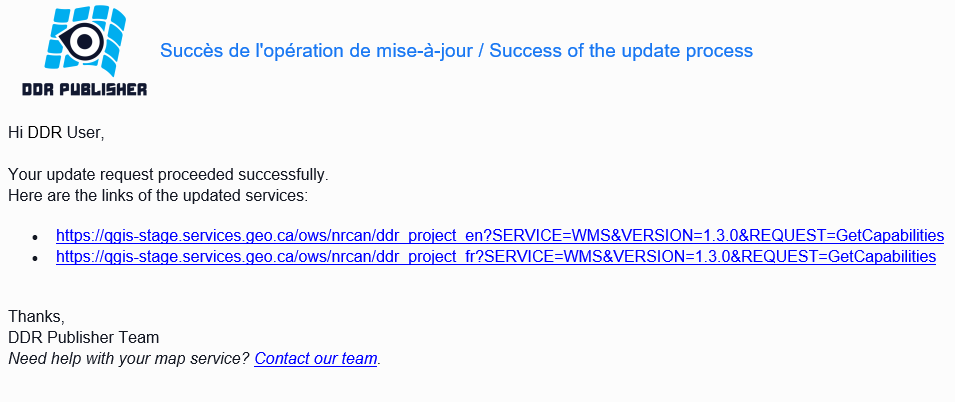 DDR PUBLISHER
Succès de l'opération de mise-à-jour / Success of the update process
Hi DDR User,
Your update request proceeded successfully.
Here are the links of the updated services:
• https://qgis-stage.services.geo.ca/ows/nrcan/ddr_project_en?SERVICE=WMS&VERSION=1.3.0&REQUEST=GetCapabilities
• https://qgis-stage.services.geo.ca/ows/nrcan/ddr_project_fr?SERVICE=WMS&VERSION=1.3.0&REQUEST=GetCapabilities
Thanks,
DDR Publisher Team
Need help with your map service? Contact our team.